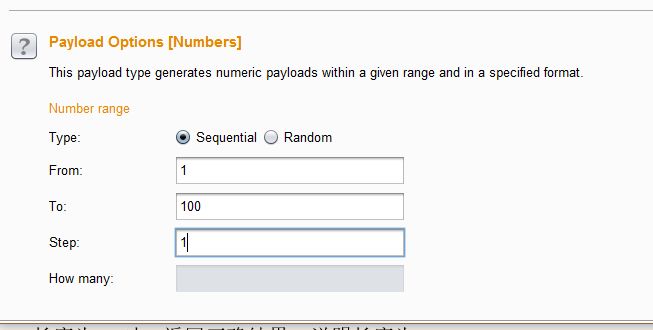 ?
Payload Options [Numbers]
This payload type generates numeric payloads within a given range and in a specified format.
Number range
Type: Sequential Random
From: 1
To: 100
Step: 1
How many: